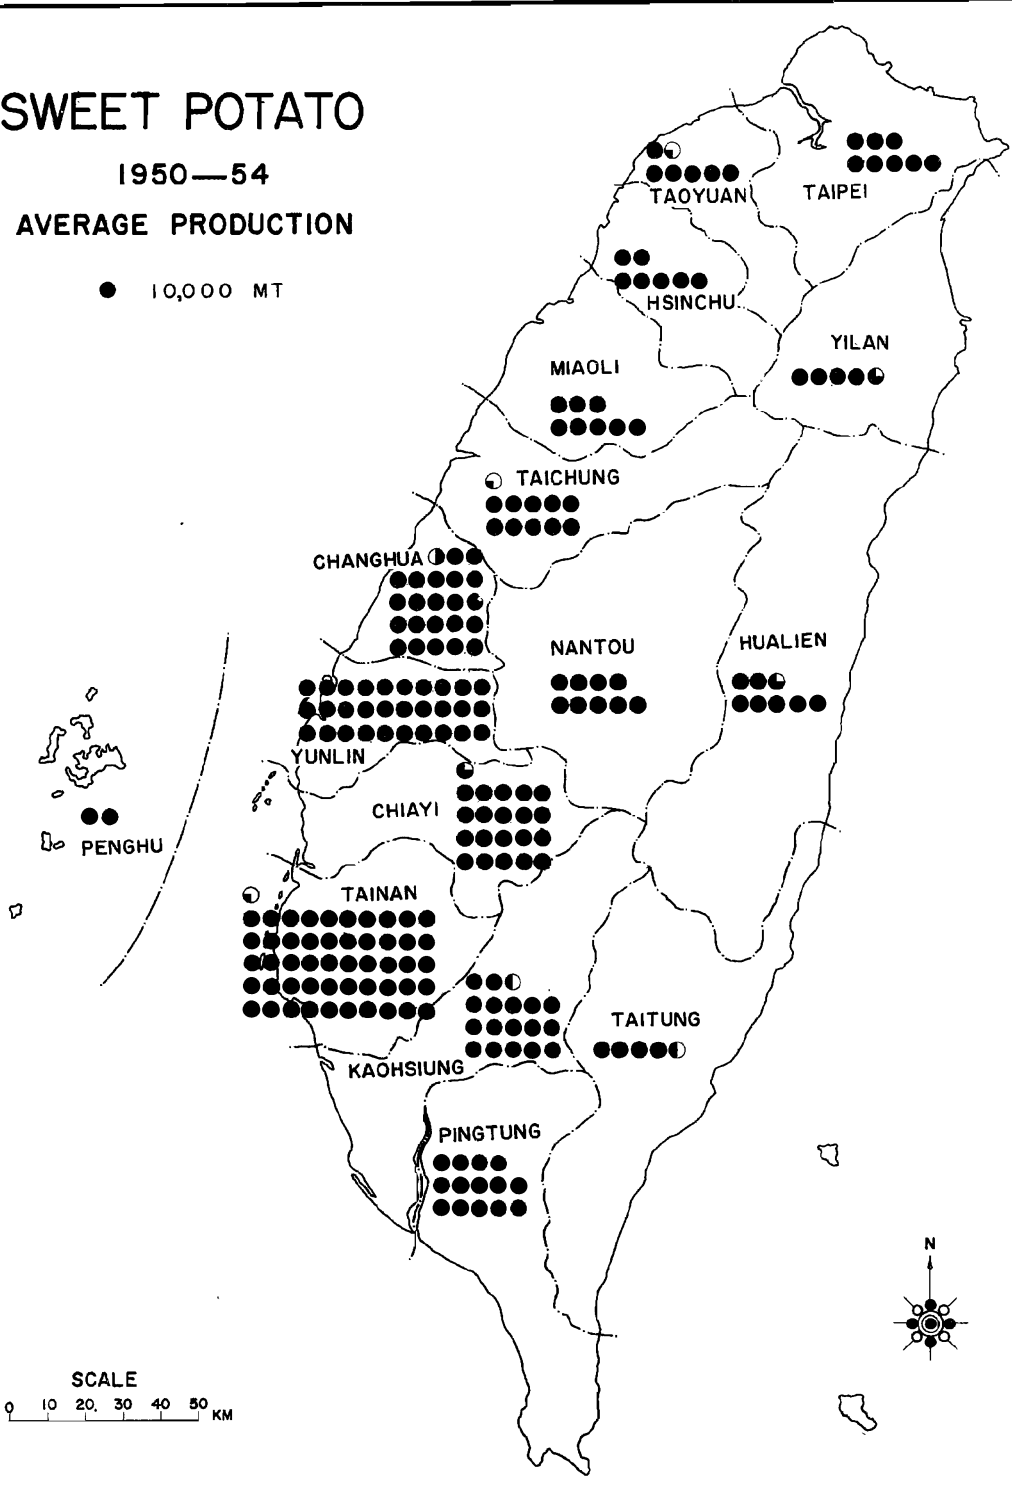 SWEET POTATO
1950—54
AVERAGE PRODUCTION
10,000 MT
TAOYUAN
TAIPEI
HSINCHU
YILAN
MIAOLI
TAICHUNG
CHANGHUA
NANTOU
HUALIEN
YUNLIN
CHIAYI
PENGHU
TAINAN
TAITUNG
KAOHSIUNG
PINGTUNG
N
SCALE
0 10 20. 30 40 50 KM